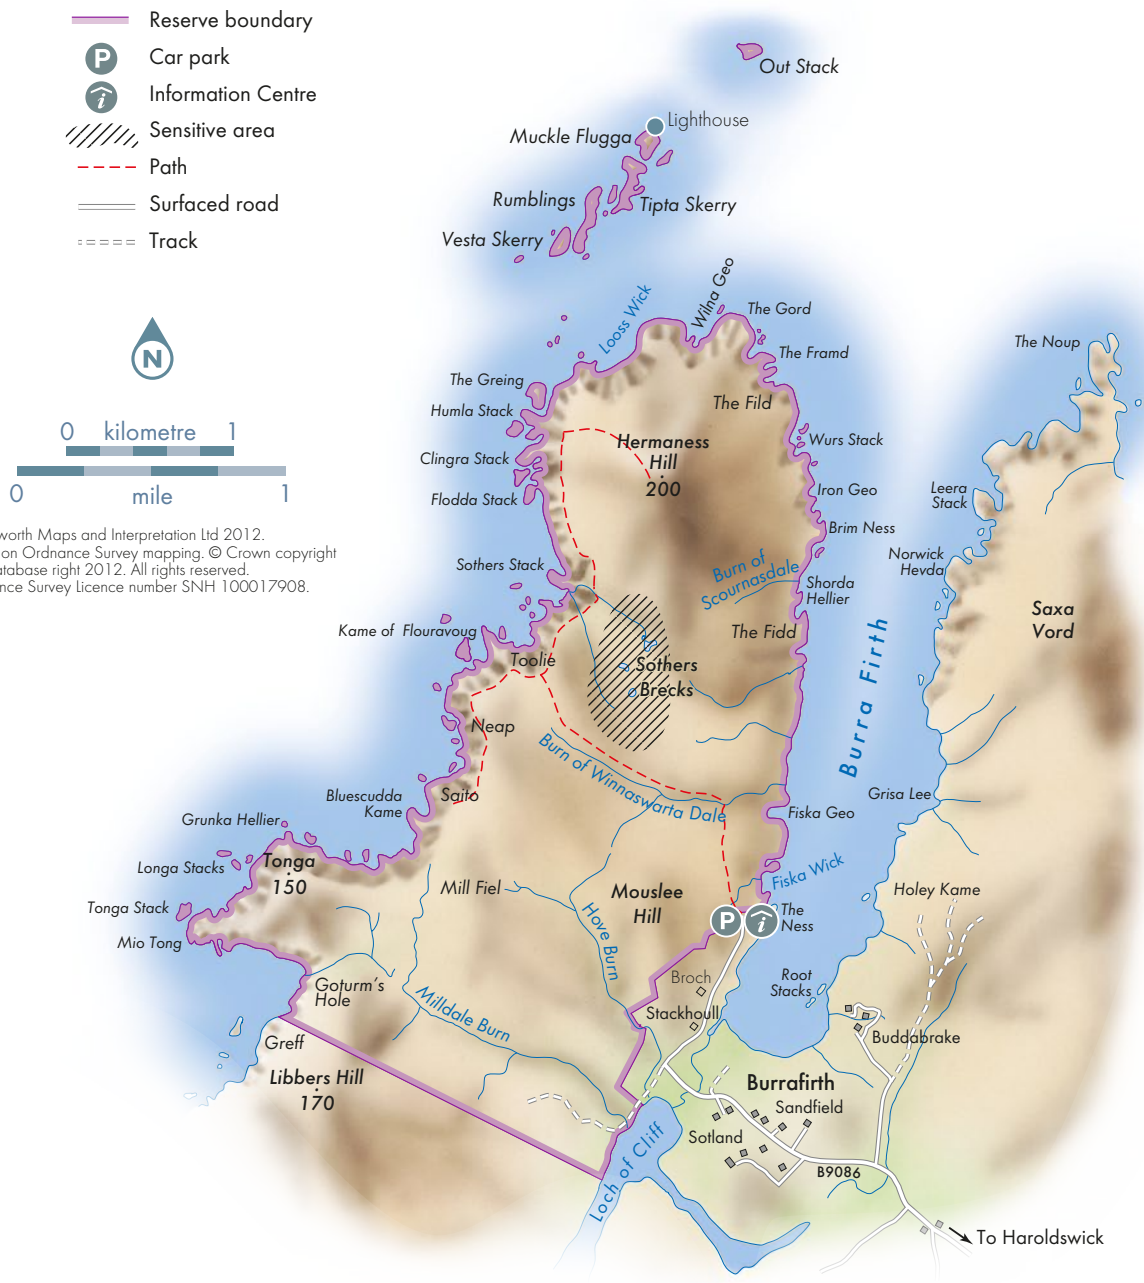 Reserve boundary
P
Car park
i
Information Centre
Sensitive area
Path
Surfaced road
Track
N
0 kilometre 1
0 mile 1
worth Maps and Interpretation Ltd 2012.
on Ordnance Survey mapping. © Crown copyright
atabase right 2012. All rights reserved.
nce Survey Licence number SNH 100017908.
Out Stack
Lighthouse
Muckle Flugga
Rumblings
Tipta Skerry
Vesta Skerry
Looss Wick
Wilna Geo
The Gord
The Framd
The Noup
The Greing
Humla Stack
The Fild
Hermaness
Hill
200
Wurs Stack
Clingra Stack
Flodda Stack
Iron Geo
Leera
Stack
Brim Ness
Norwick
Hevda
Sothers Stack
Burn of
Scournasdale
Shorda
Hellier
Saxa
Vord
Kame of Flouravoug
The Fidd
Toolie
Sothers
Brecks
Burra Firth
Neap
Burn of Winnaswarta Dale
Saito
Bluescudda
Kame
Grisa Lee
Fiska Geo
Grunka Hellier
Tonga
150
Longa Stacks
Fiska Wick
Mill Fiel
Mouslee
Hill
Holey Kame
Tonga Stack
P
i
The
Ness
Mio Tong
Hove Burn
Broch
Root
Stacks
Goturm's
Hole
Milldale Burn
Stackhoull
Greff
Buddabrake
Libbers Hill
170
Burrafirth
Sandfield
Sotland
Loch of Cliff
B9086
To Haroldswick